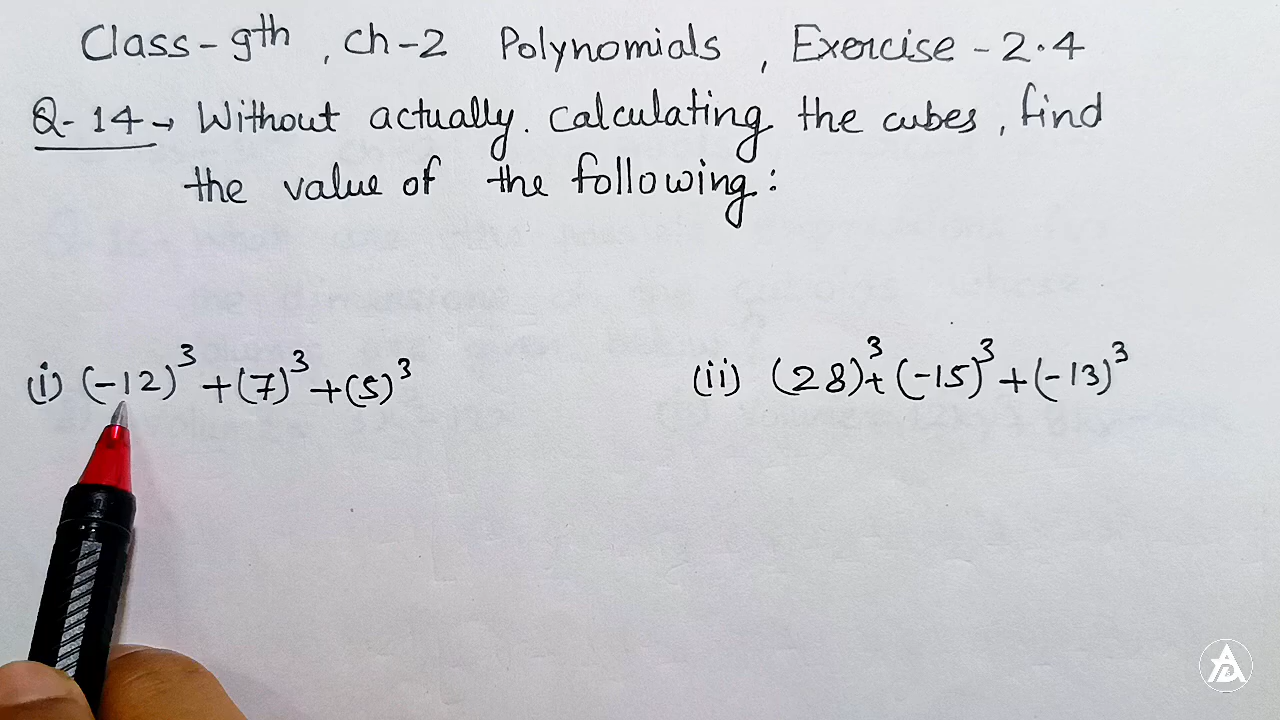 Class-9th, Ch-2 Polynomials, Exercise-2.4
Q-14→ Without actually. calculating the cubes, find
the value of the following:
(i) (-12)³+(7)³+(5)³
(ii) (28)³+(-15)³+(-13)³